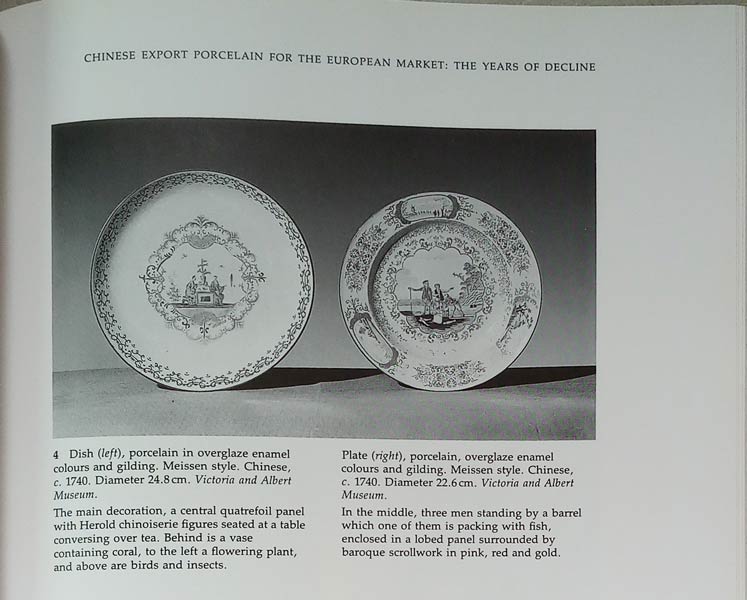 CHINESE EXPORT PORCELAIN FOR THE EUROPEAN MARKET: THE YEARS OF DECLINE
4 Dish (left), porcelain in overglaze enamel
colours and gilding. Meissen style. Chinese,
c. 1740. Diameter 24.8 cm. Victoria and Albert
Museum.
The main decoration, a central quatrefoil panel
with Herold chinoiserie figures seated at a table
conversing over tea. Behind is a vase
containing coral, to the left a flowering plant,
and above are birds and insects.
Plate (right), porcelain, overglaze enamel
colours and gilding. Meissen style. Chinese,
c. 1740. Diameter 22.6 cm. Victoria and Albert
Museum.
In the middle, three men standing by a barrel
which one of them is packing with fish,
enclosed in a lobed panel surrounded by
baroque scrollwork in pink, red and gold.